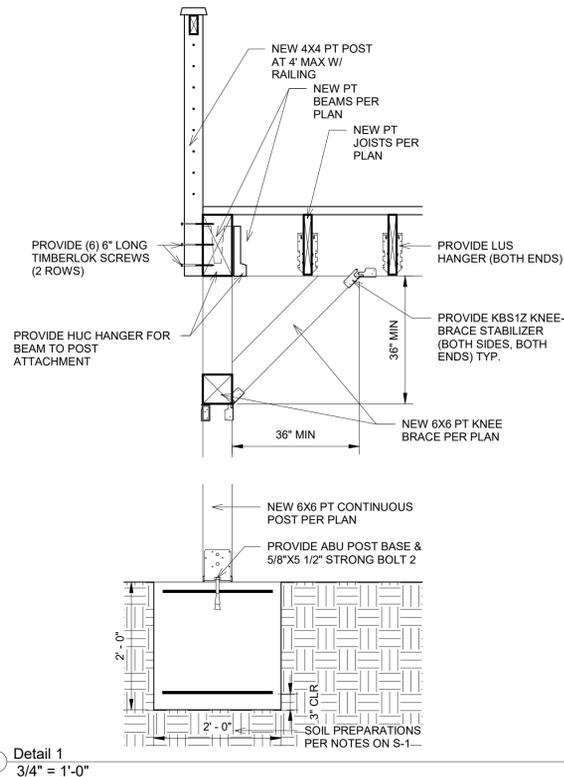 NEW 4X4 PT POST
AT 4' MAX W/
RAILING
NEW PT
BEAMS PER
PLAN
NEW PT
JOISTS PER
PLAN
PROVIDE (6) 6" LONG
TIMBERLOK SCREWS
(2 ROWS)
PROVIDE LUS
HANGER (BOTH ENDS)
PROVIDE HUC HANGER FOR
BEAM TO POST
ATTACHMENT
PROVIDE KBS1Z KNEE-
BRACE STABILIZER
(BOTH SIDES, BOTH
ENDS) TYP.
36" MIN
NEW 6X6 PT KNEE
BRACE PER PLAN
36" MIN
NEW 6X6 PT CONTINUOUS
POST PER PLAN
PROVIDE ABU POST BASE &
5/8"X5 1/2" STRONG BOLT 2
2' - 0"
3" CLR
2' - 0"
SOIL PREPARATIONS
PER NOTES ON S-1
Detail 1
3/4" = 1'-0"